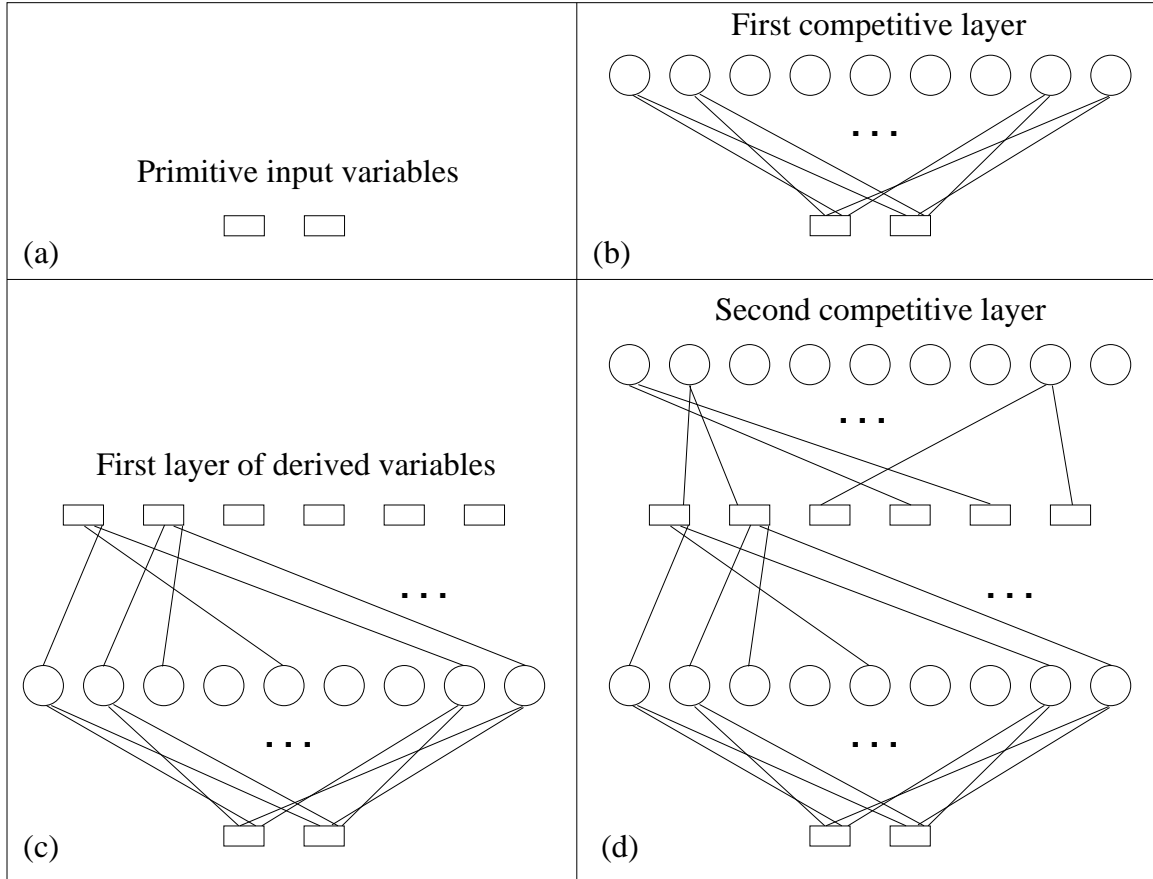 Primitive input variables
(a)
First competitive layer
. . .
(b)
First layer of derived variables
. . .
. . .
(c)
Second competitive layer
. . .
. . .
. . .
(d)